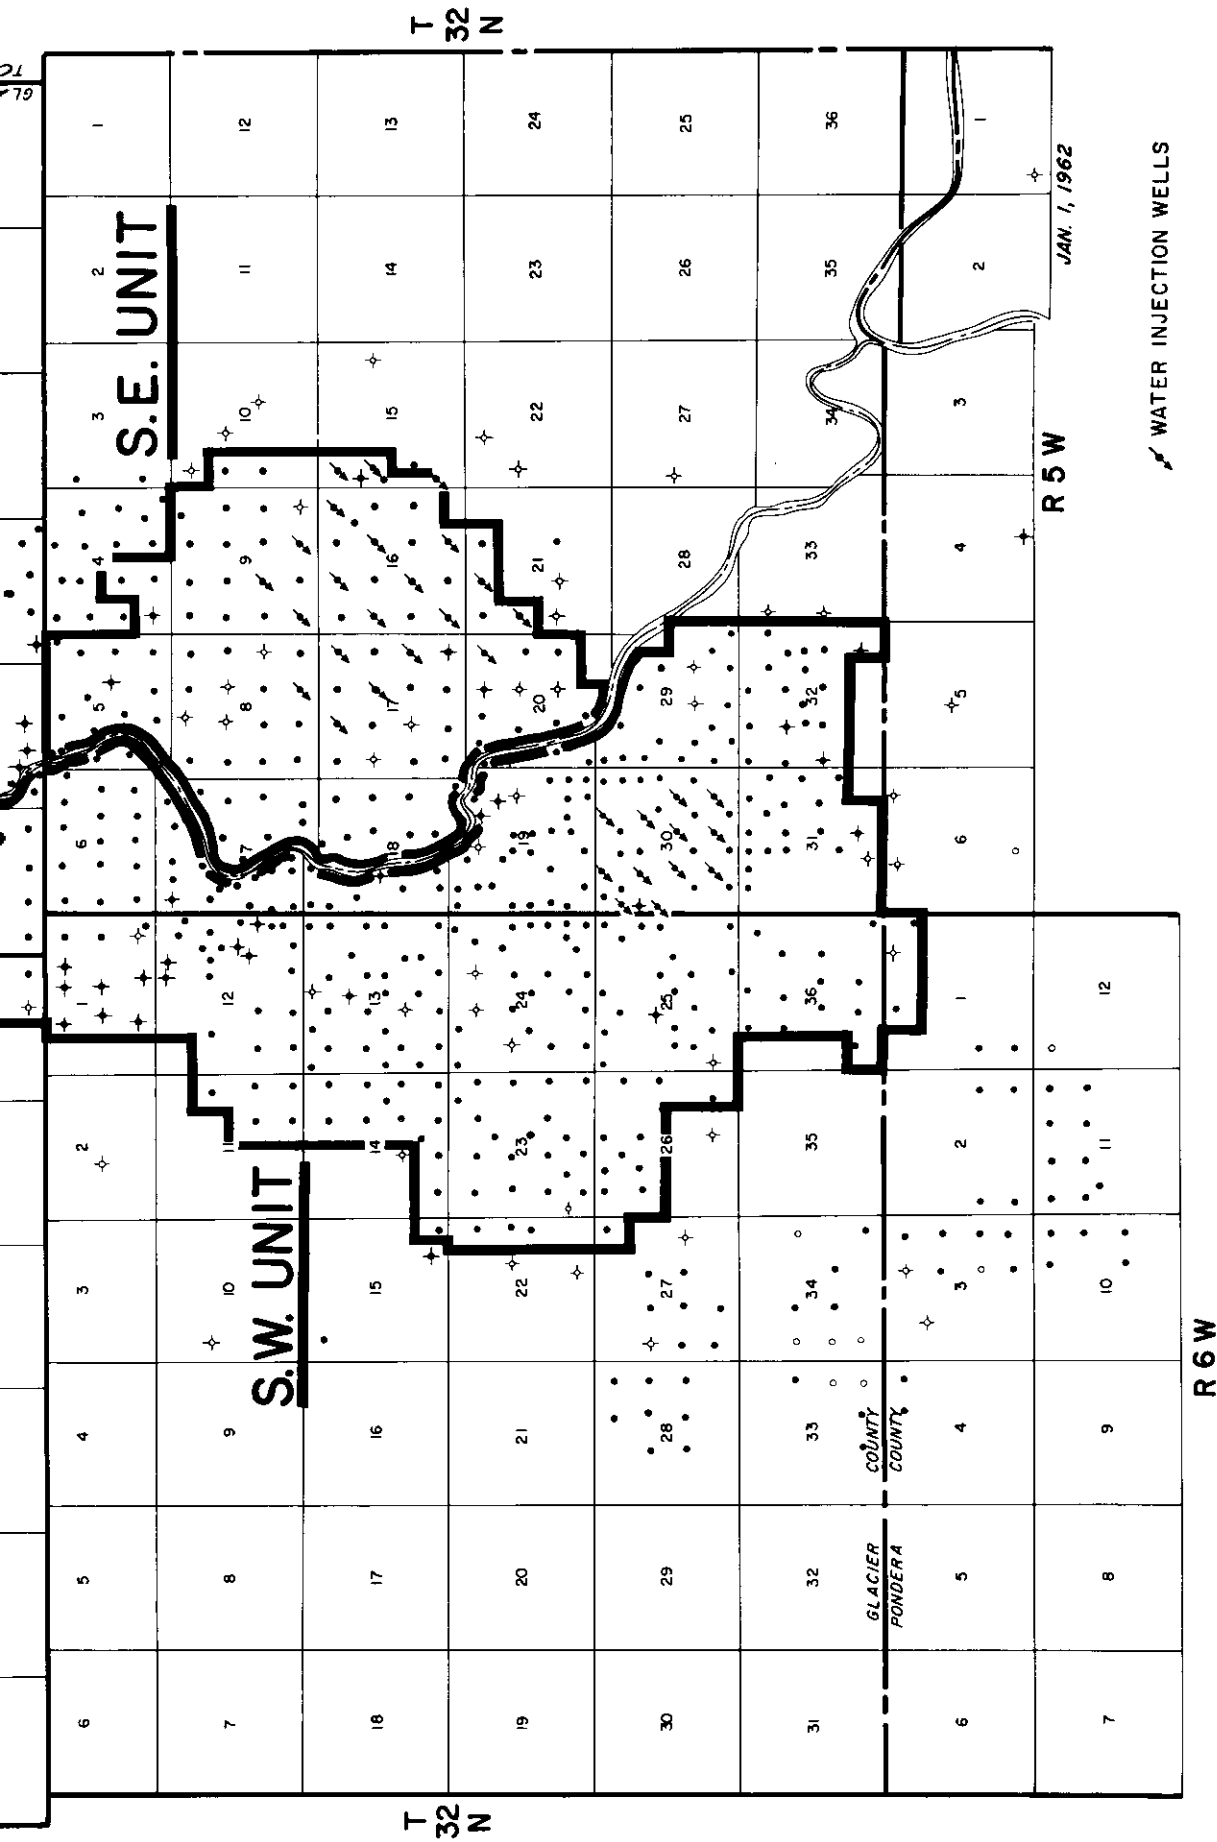 6 5 4 3 2 1 6 5 4 3 2 1
S.E. UNIT
7 8 9 10 11 12 7 8 9 10 11 12
S.W. UNIT
18 17 16 15 14 13 18 17 16 15 14 13
T
32
N
T
32
N
19 20 21 22 23 24 19 20 21 22 23 24
30 29 28 27 26 25 30 29 28 27 26 25
31 32 33 34 35 36 31 32 33 34 35 36
GLACIER COUNTY
PONDERA COUNTY
6 5 4 3 2 1 6 5 4 3 2 1
R 5 W
JAN. 1, 1962
7 8 9 10 11 12
WATER INJECTION WELLS
R 6 W